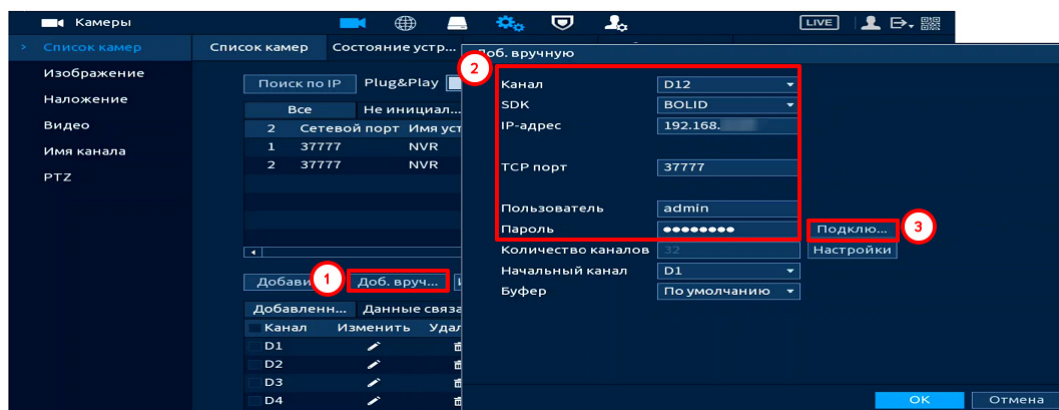 Камеры
LIVE
Список камер
Изображение
Наложение
Видео
Имя канала
PTZ
Список камер Состояние устр...
Поиск по IP Plug&Play
Все Не инициал...
2 Сетевой порт Имя уст
1 37777 NVR
2 37777 NVR
1
Доб. вруч...
Добавленн... Данные связа
Канал Изменить Удал
D1
D2
D3
D4
Доб. вручную
2
Канал D12
SDK BOLID
IP-адрес 192.168.
TCP порт 37777
Пользователь admin
Пароль ●●●●●●●● Подклю...
3
Количество каналов 32 Настройки
Начальный канал D1
Буфер По умолчанию
OK Отмена